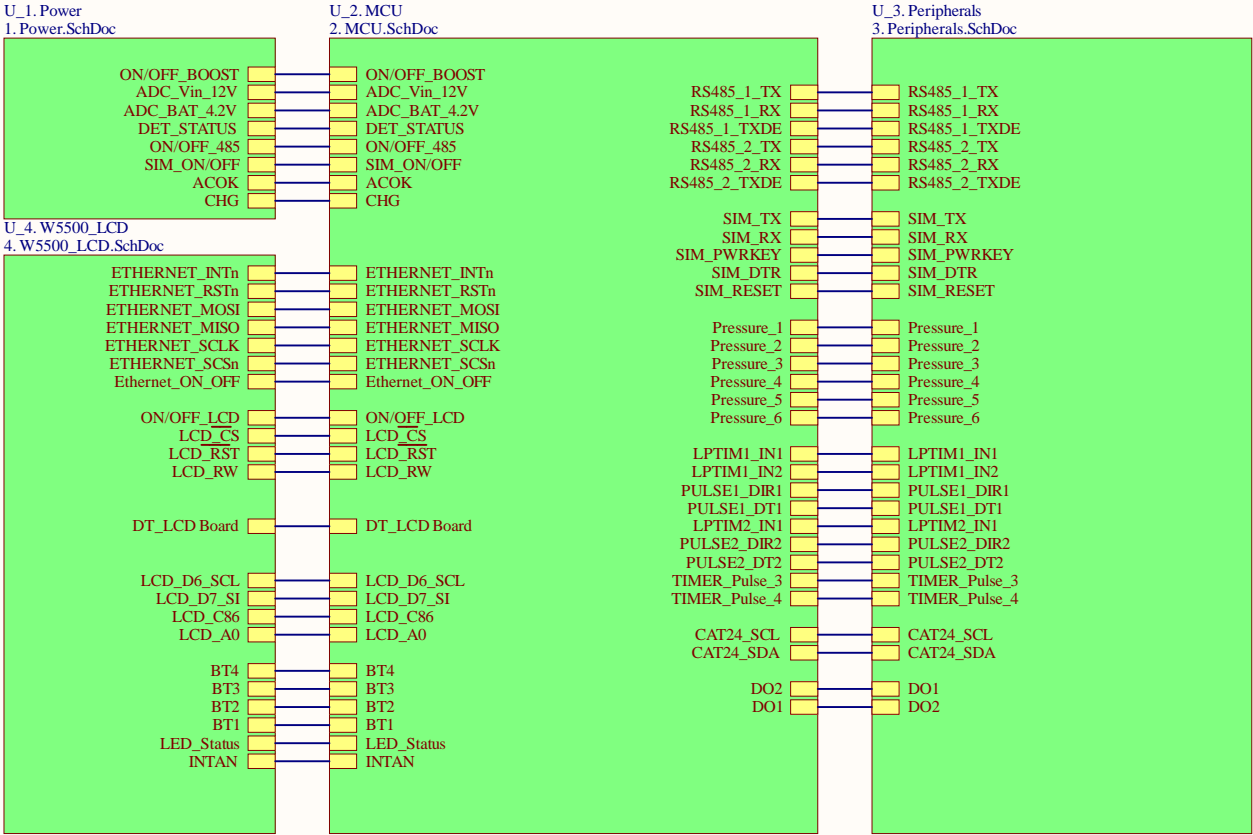 U_1. Power
1. Power.SchDoc
ON/OFF_BOOST
ADC_Vin_12V
ADC_BAT_4.2V
DET_STATUS
ON/OFF_485
SIM_ON/OFF
ACOK
CHG
U_4. W5500_LCD
4. W5500_LCD.SchDoc
ETHERNET_INTn
ETHERNET_RSTn
ETHERNET_MOSI
ETHERNET_MISO
ETHERNET_SCLK
ETHERNET_SCSn
Ethernet_ON_OFF
ON/OFF_LCD
LCD_CS
LCD_RST
LCD_RW
DT_LCD Board
LCD_D6_SCL
LCD_D7_SI
LCD_C86
LCD_A0
BT4
BT3
BT2
BT1
LED_Status
INTAN
U_2. MCU
2. MCU.SchDoc
ON/OFF_BOOST
ADC_Vin_12V
ADC_BAT_4.2V
DET_STATUS
ON/OFF_485
SIM_ON/OFF
ACOK
CHG
ETHERNET_INTn
ETHERNET_RSTn
ETHERNET_MOSI
ETHERNET_MISO
ETHERNET_SCLK
ETHERNET_SCSn
Ethernet_ON_OFF
ON/OFF_LCD
LCD_CS
LCD_RST
LCD_RW
DT_LCD Board
LCD_D6_SCL
LCD_D7_SI
LCD_C86
LCD_A0
BT4
BT3
BT2
BT1
LED_Status
INTAN
RS485_1_TX
RS485_1_RX
RS485_1_TXDE
RS485_2_TX
RS485_2_RX
RS485_2_TXDE
SIM_TX
SIM_RX
SIM_PWRKEY
SIM_DTR
SIM_RESET
Pressure_1
Pressure_2
Pressure_3
Pressure_4
Pressure_5
Pressure_6
LPTIM1_IN1
LPTIM1_IN2
PULSE1_DIR1
PULSE1_DT1
LPTIM2_IN1
PULSE2_DIR2
PULSE2_DT2
TIMER_Pulse_3
TIMER_Pulse_4
CAT24_SCL
CAT24_SDA
DO2
DO1
U_3. Peripherals
3. Peripherals.SchDoc
RS485_1_TX
RS485_1_RX
RS485_1_TXDE
RS485_2_TX
RS485_2_RX
RS485_2_TXDE
SIM_TX
SIM_RX
SIM_PWRKEY
SIM_DTR
SIM_RESET
Pressure_1
Pressure_2
Pressure_3
Pressure_4
Pressure_5
Pressure_6
LPTIM1_IN1
LPTIM1_IN2
PULSE1_DIR1
PULSE1_DT1
LPTIM2_IN1
PULSE2_DIR2
PULSE2_DT2
TIMER_Pulse_3
TIMER_Pulse_4
CAT24_SCL
CAT24_SDA
DO1
DO2